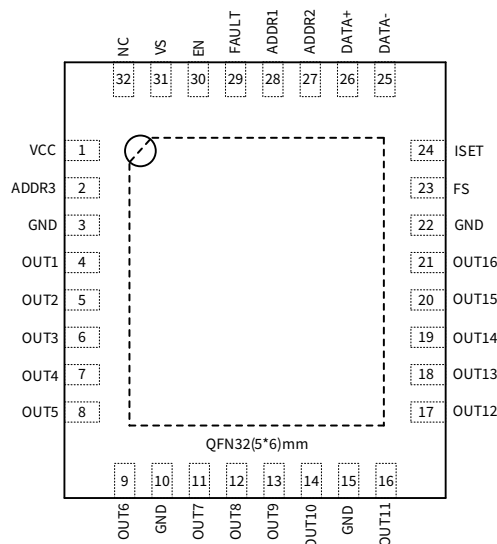 NC VS EN FAULT ADDR1 ADDR2 DATA+ DATA-
32 31 30 29 28 27 26 25
VCC 1 24 ISET
ADDR3 2 23 FS
GND 3 22 GND
OUT1 4 21 OUT16
OUT2 5 20 OUT15
OUT3 6 19 OUT14
OUT4 7 18 OUT13
OUT5 8 17 OUT12
QFN32(5*6)mm
9 10 11 12 13 14 15 16
OUT6 GND OUT7 OUT8 OUT9 OUT10 GND OUT11